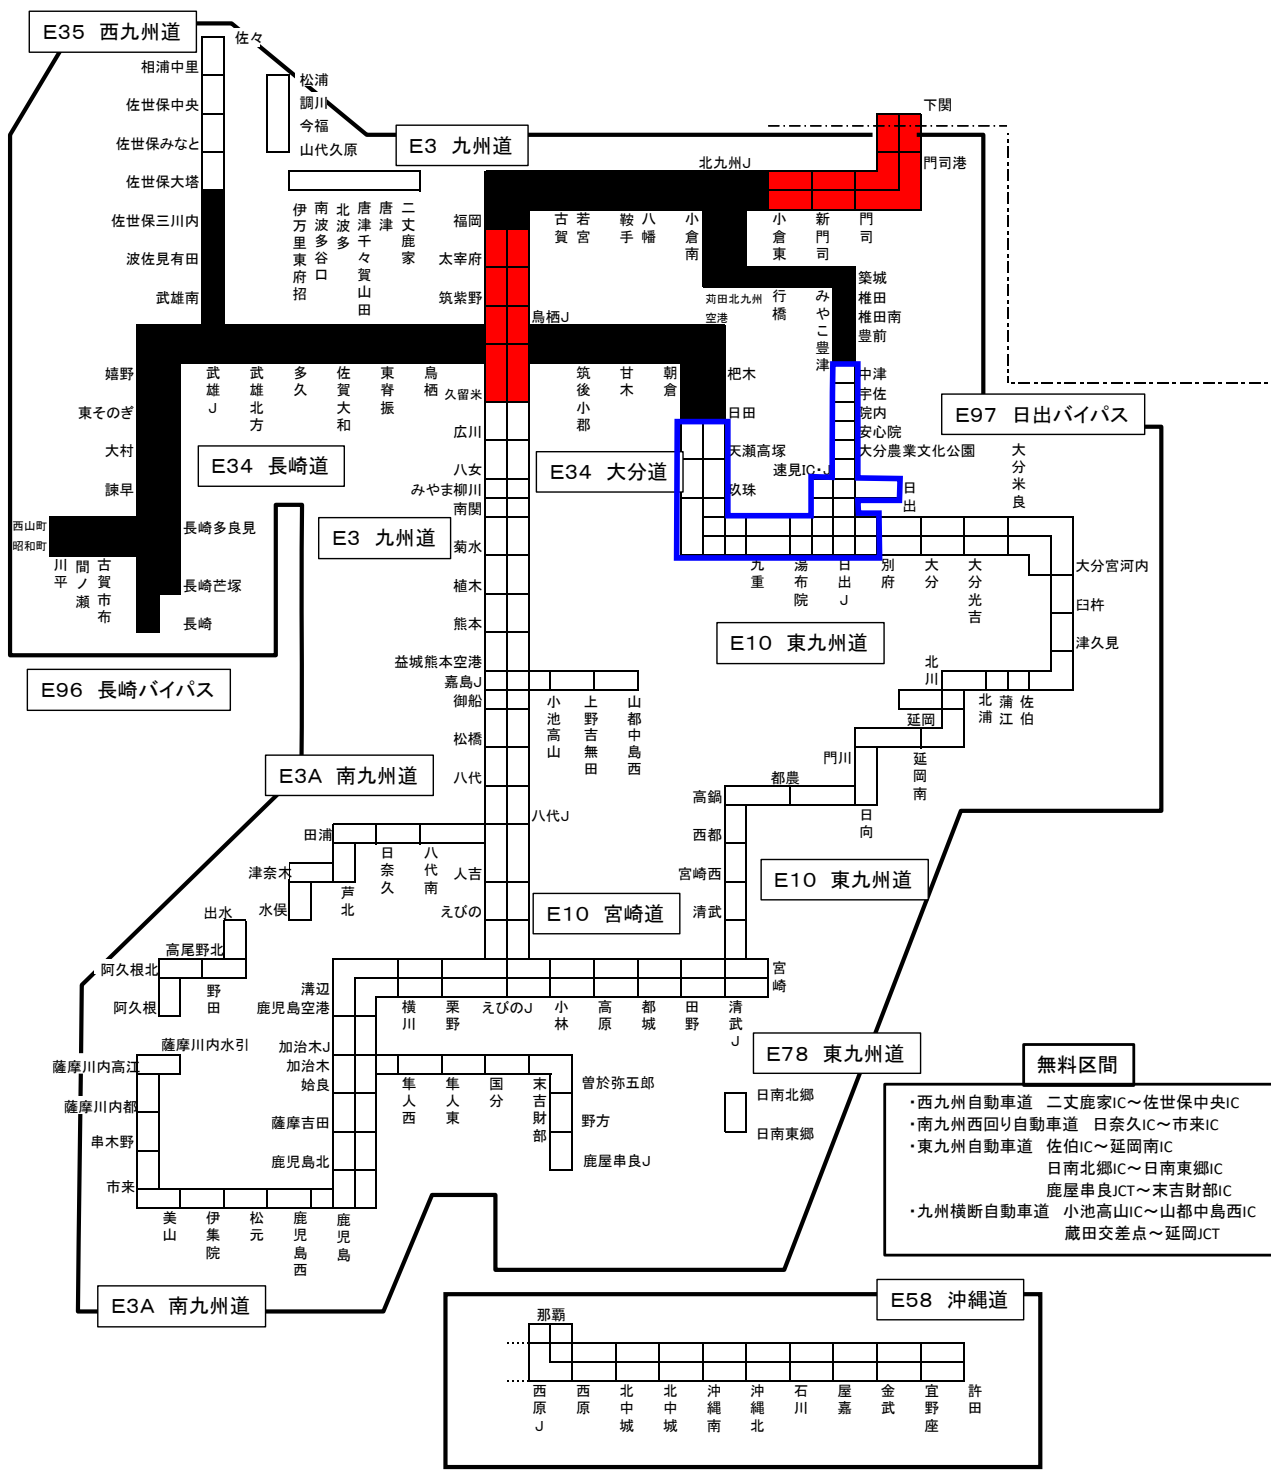 E35 西九州道
佐々
相浦中里
佐世保中央
佐世保みなと
佐世保大塔
佐世保三川内
波佐見有田
武雄南
松浦
調川
今福
山代久原
伊万里東府招
南波多谷口
北波多
唐津千々賀山田
唐津
二丈鹿家
E3 九州道
下関
門司港
北九州J
福岡
古賀
若宮
鞍手
八幡
小倉南
小倉東
新門司
門司
太宰府
筑紫野
鳥栖J
久留米
苅田北九州
空港
行橋
みやこ豊津
築城
椎田
椎田南
豊前
中津
宇佐
院内
安心院
大分農業文化公園
速見IC・J
日出
E97 日出バイパス
嬉野
東そのぎ
大村
諫早
武雄J
武雄北方
多久
佐賀大和
東脊振
鳥栖
筑後小郡
甘木
朝倉
杷木
日田
天瀬高塚
玖珠
E34 長崎道
E34 大分道
西山町
昭和町
川平
間ノ瀬
古賀市布
長崎多良見
長崎芒塚
長崎
E96 長崎バイパス
広川
八女
みやま柳川
南関
菊水
植木
熊本
益城熊本空港
嘉島J
御船
松橋
八代
E3 九州道
九重
湯布院
日出J
別府
大分
大分光吉
大分米良
大分宮河内
臼杵
津久見
E10 東九州道
北川
北浦
蒲江
佐伯
延岡
延岡南
門川
日向
都農
高鍋
西都
宮崎西
清武
E10 東九州道
小池高山
上野吉無田
山都中島西
E3A 南九州道
八代J
田浦
日奈久
八代南
津奈木
芦北
水俣
人吉
えびの
E10 宮崎道
出水
高尾野北
阿久根北
阿久根
野田
溝辺
鹿児島空港
横川
栗野
えびのJ
小林
高原
都城
田野
清武J
宮崎
E78 東九州道
薩摩川内水引
薩摩川内高江
薩摩川内都
串木野
市来
加治木J
加治木
姶良
薩摩吉田
鹿児島北
隼人西
隼人東
国分
末吉財部
曽於弥五郎
野方
鹿屋串良J
日南北郷
日南東郷
美山
伊集院
松元
鹿児島西
鹿児島
E3A 南九州道
無料区間
・西九州自動車道 二丈鹿家IC～佐世保中央IC
・南九州西回り自動車道 日奈久IC～市来IC
・東九州自動車道 佐伯IC～延岡南IC
日南北郷IC～日南東郷IC
鹿屋串良JCT～末吉財部IC
・九州横断自動車道 小池高山IC～山都中島西IC
蔵田交差点～延岡JCT
E58 沖縄道
那覇
西原J
西原
北中城
北中城
沖縄南
沖縄北
石川
屋嘉
金武
宜野座
許田